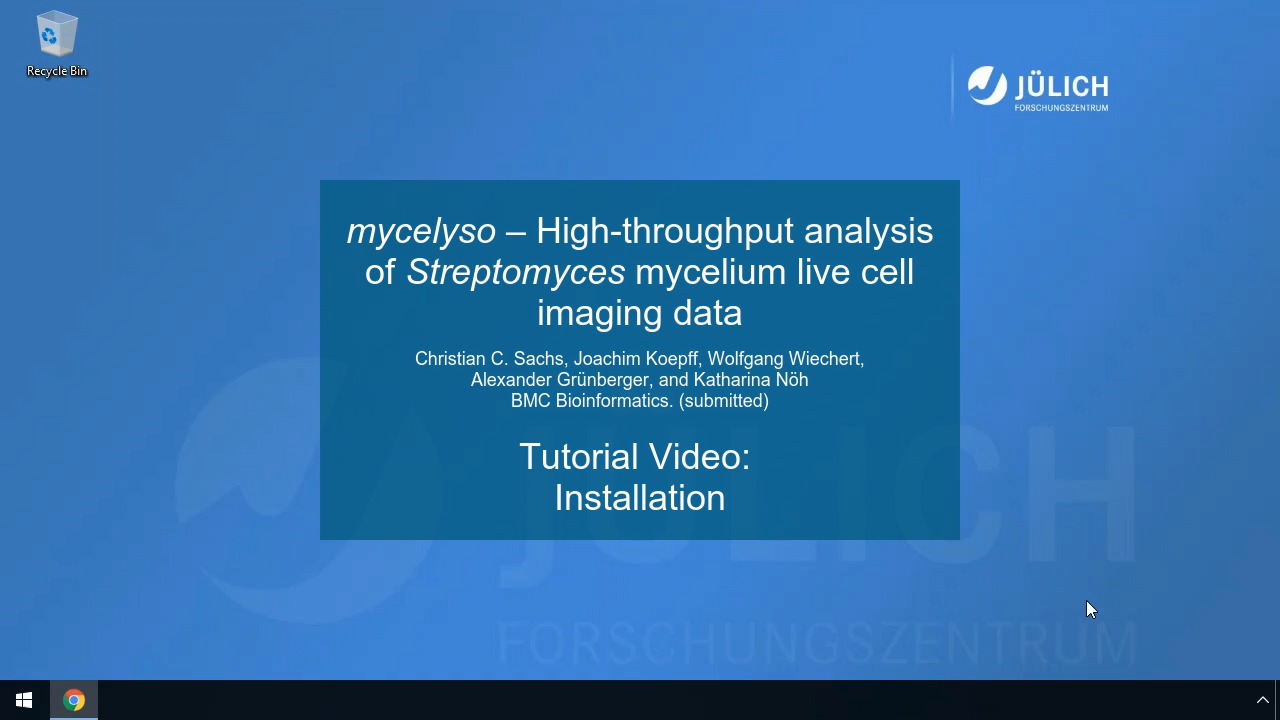 Recycle Bin
JÜLICH
FORSCHUNGSZENTRUM
mycelyso – High-throughput analysis
of Streptomyces mycelium live cell
imaging data
Christian C. Sachs, Joachim Koepff, Wolfgang Wiechert,
Alexander Grünberger, and Katharina Nöh
BMC Bioinformatics. (submitted)
Tutorial Video:
Installation
JÜLICH
FORSCHUNGSZENTRUM